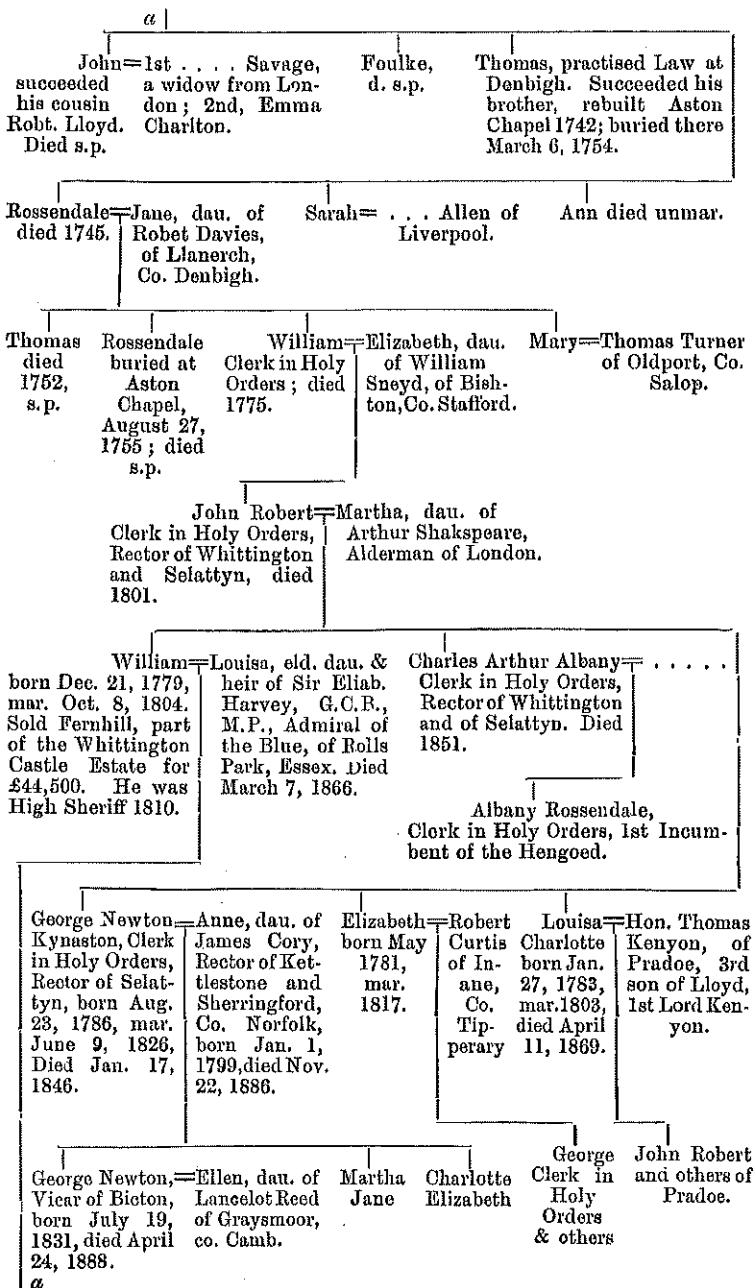 a
John=1st . . . . Savage,
succeeded a widow from Lon-
his cousin don; 2nd, Emma
Robt. Lloyd. Charlton.
Died s.p.
Foulke,
d. s.p.
Thomas, practised Law at
Denbigh. Succeeded his
brother, rebuilt Aston
Chapel 1742; buried there
March 6, 1754.
Rossendale=Jane, dau. of
died 1745. Robet Davies,
of Llanerch,
Co. Denbigh.
Sarah= . . . Allen of
Liverpool.
Ann died unmar.
Thomas
died
1752,
s.p.
Rossendale
buried at
Aston
Chapel,
August 27,
1755; died
s.p.
William=Elizabeth, dau.
Clerk in Holy of William
Orders; died Sneyd, of Bish-
1775. ton, Co. Stafford.
Mary=Thomas Turner
of Oldport, Co.
Salop.
John Robert=Martha, dau. of
Clerk in Holy Orders, Arthur Shakspeare,
Rector of Whittington Alderman of London.
and Selattyn, died
1801.
William=Louisa, eld. dau. &
born Dec. 21, 1779, heir of Sir Eliab.
mar. Oct. 8, 1804. Harvey, G.C.B.,
Sold Fernhill, part M.P., Admiral of
of the Whittington the Blue, of Rolls
Castle Estate for Park, Essex. Died
£44,500. He was March 7, 1866.
High Sheriff 1810.
Charles Arthur Albany= . . . . .
Clerk in Holy Orders,
Rector of Whittington
and of Selattyn. Died
1851.
Albany Rossendale,
Clerk in Holy Orders, 1st Incum-
bent of the Hengoed.
George Newton=Anne, dau. of
Kynaston, Clerk James Cory,
in Holy Orders, Rector of Ket-
Rector of Selat- tlestone and
tyn, born Aug. Sherringford,
23, 1786, mar. Co. Norfolk,
June 9, 1826, born Jan. 1,
Died Jan. 17, 1799, died Nov.
1846. 22, 1886.
Elizabeth=Robert
born May Curtis
1781, of In-
mar. ane,
1817. Co.
Tip-
perary
Louisa=Hon. Thomas
Charlotte Kenyon, of
born Jan. Pradoe, 3rd
27, 1783, son of Lloyd,
mar. 1803, 1st Lord Ken-
died April yon.
11, 1869.
George Newton,=Ellen, dau. of
Vicar of Bicton, Lancelot Reed
born July 19, of Graysmoor,
1831, died April co. Camb.
24, 1888.
Martha
Jane
Charlotte
Elizabeth
George
Clerk in
Holy
Orders
& others
John Robert
and others of
Pradoe.
a